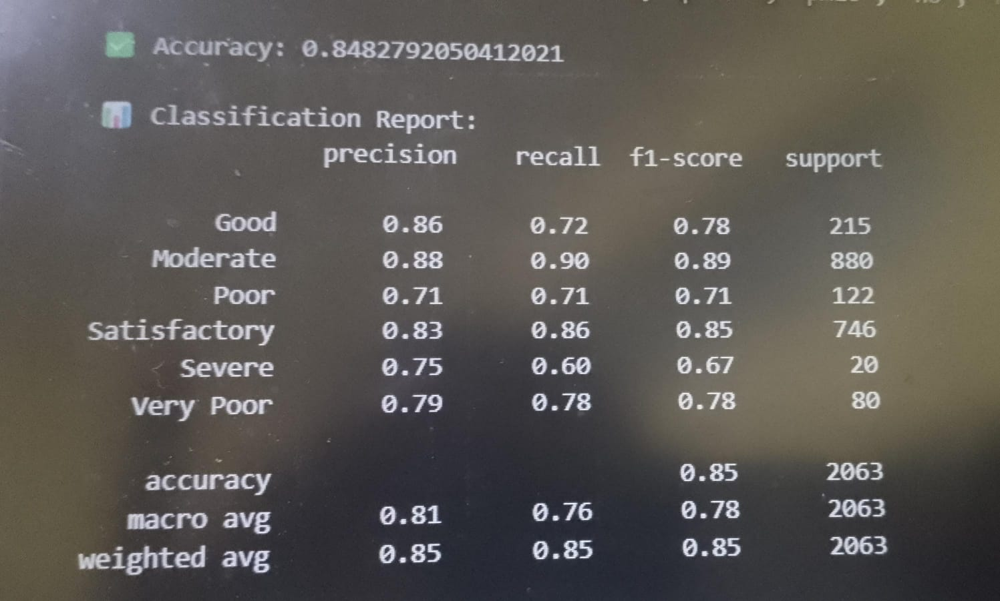 ✅ Accuracy: 0.8482792050412021
📊 Classification Report:
precision recall f1-score support
Good 0.86 0.72 0.78 215
Moderate 0.88 0.90 0.89 880
Poor 0.71 0.71 0.71 122
Satisfactory 0.83 0.86 0.85 746
Severe 0.75 0.60 0.67 20
Very Poor 0.79 0.78 0.78 80
accuracy 0.85 2063
macro avg 0.81 0.76 0.78 2063
weighted avg 0.85 0.85 0.85 2063